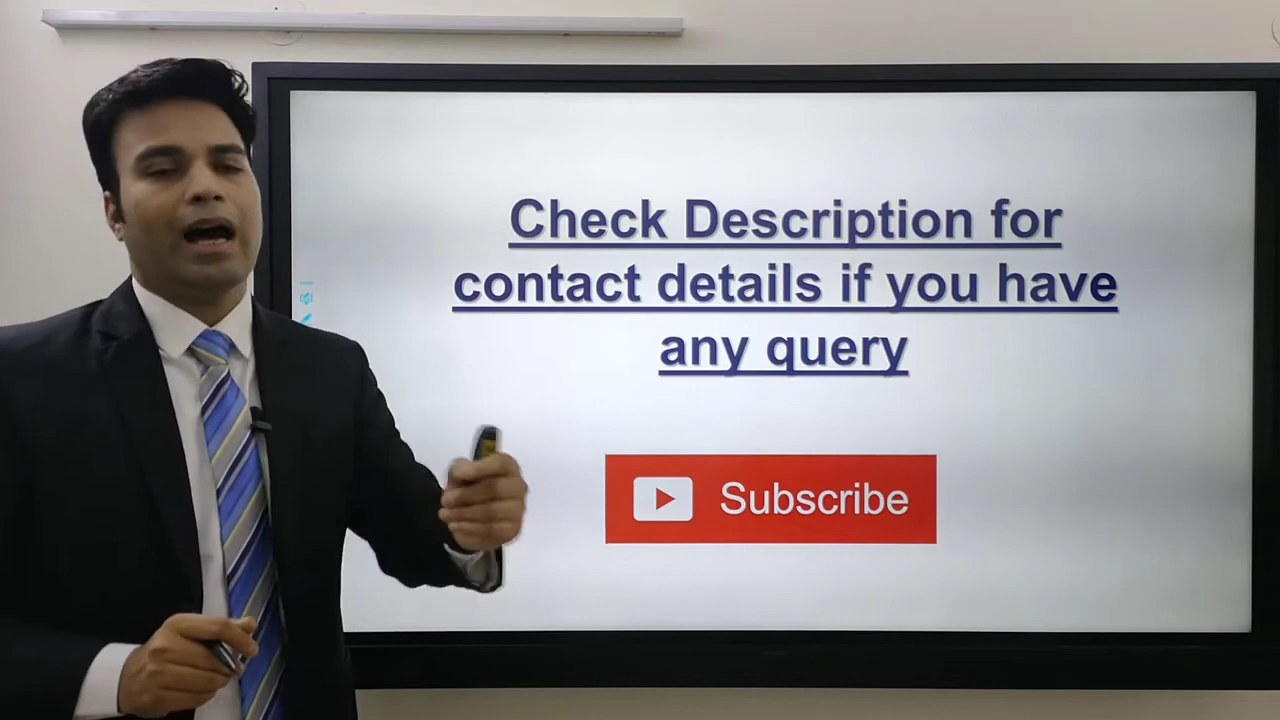 Check Description for
contact details if you have
any query
Subscribe